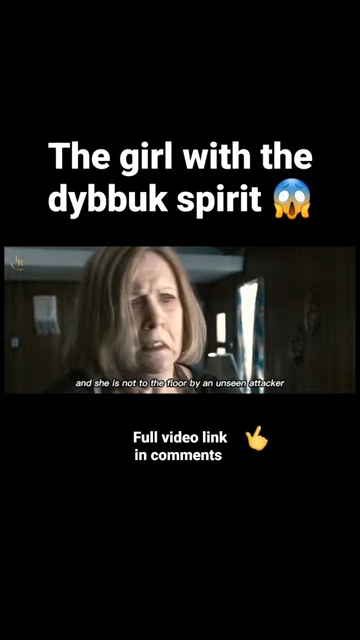 The girl with the
dybbuk spirit 😱
and she is not to the floor by an unseen attacker
Full video link
in comments